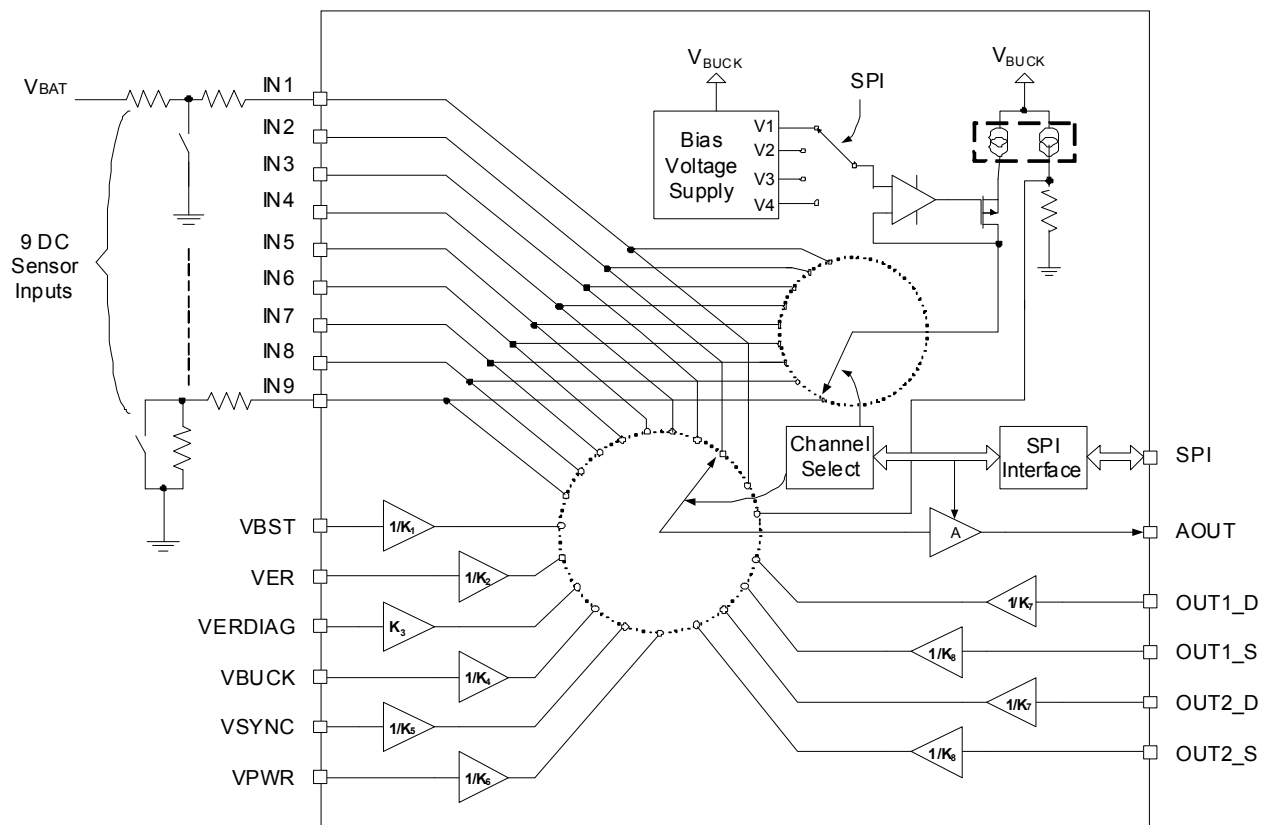 VBAT
IN1
IN2
IN3
IN4
IN5
IN6
IN7
IN8
IN9
9 DC
Sensor
Inputs
VBUCK
SPI
VBUCK
Bias
Voltage
Supply
V1
V2
V3
V4
Channel
Select
SPI
Interface
SPI
A
AOUT
VBST
1/K1
VER
1/K2
VERDIAG
K3
VBUCK
1/K4
VSYNC
1/K5
VPWR
1/K6
1/K7
OUT1_D
1/K8
OUT1_S
1/K7
OUT2_D
1/K8
OUT2_S